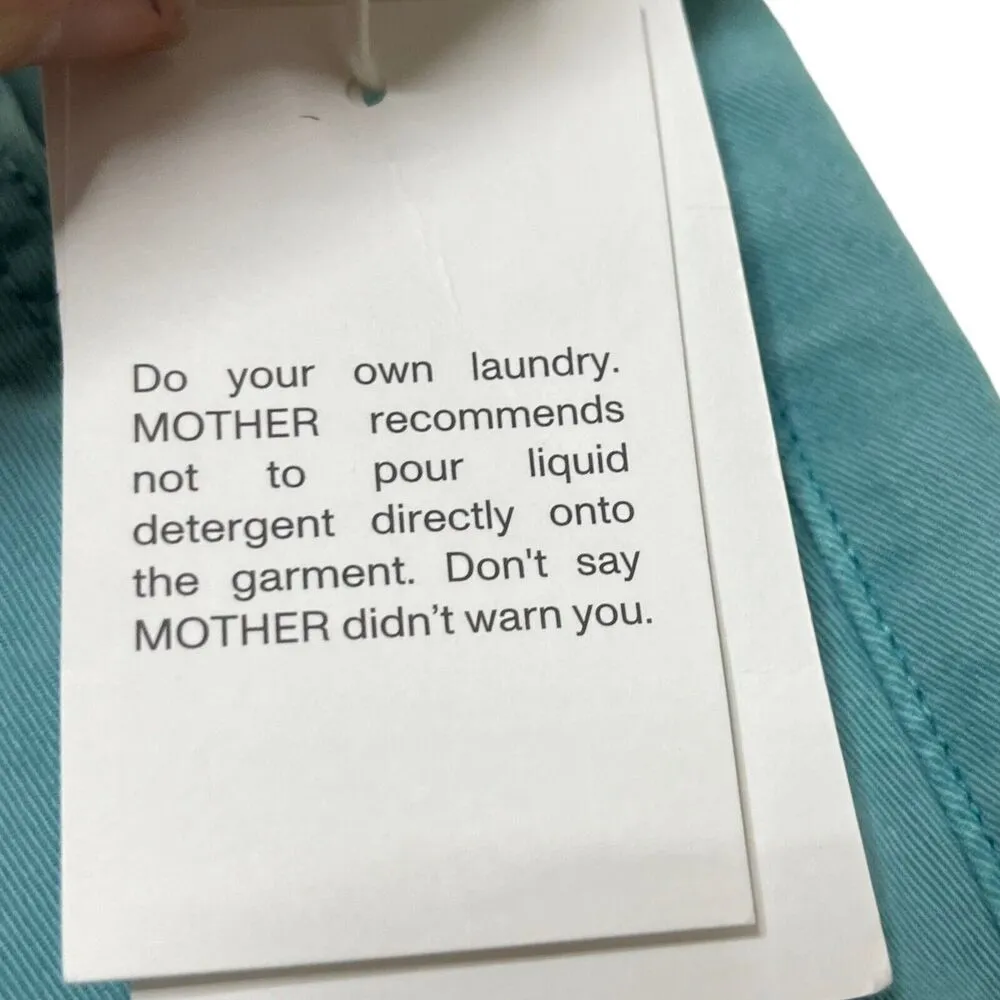 Do your own laundry.
MOTHER recommends
not to pour liquid
detergent directly onto
the garment. Don't say
MOTHER didn’t warn you.